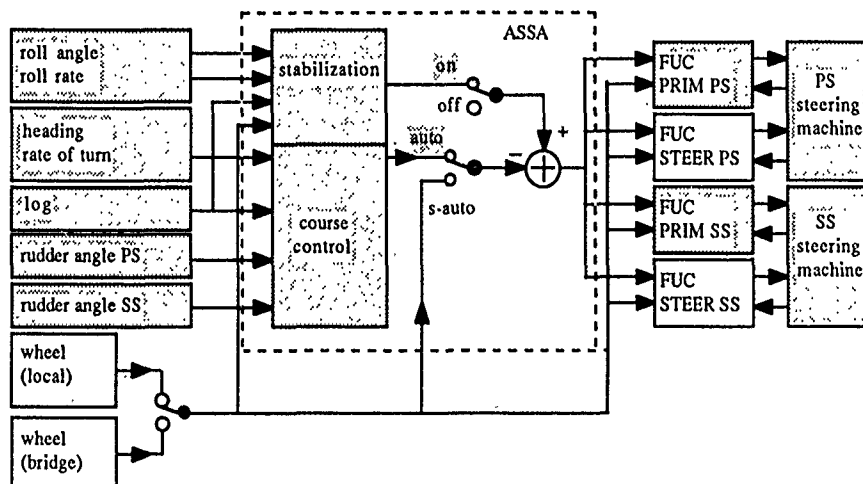 ASSA
roll angle
roll rate
heading
rate of turn
log
rudder angle PS
rudder angle SS
wheel
(local)
wheel
(bridge)
stabilization
course
control
on
off
auto
s-auto
+
−
FUC
PRIM PS
FUC
STEER PS
FUC
PRIM SS
FUC
STEER SS
PS
steering
machine
SS
steering
machine